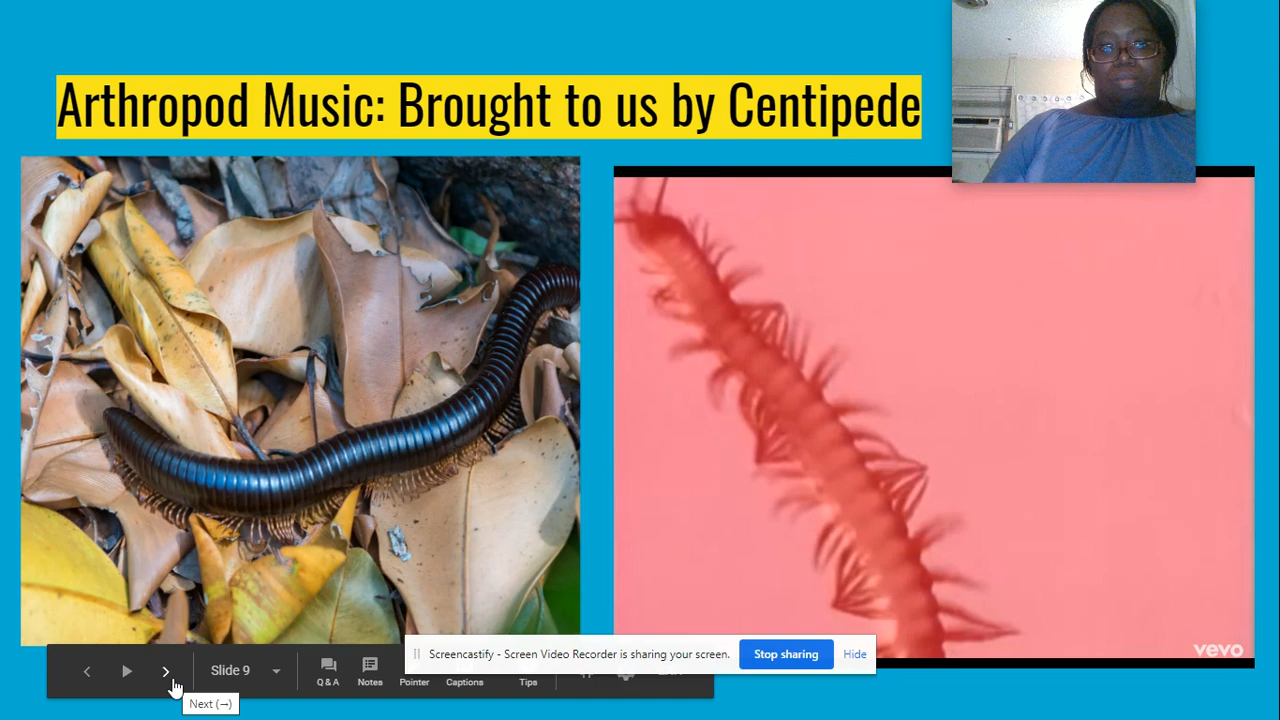 Arthropod Music: Brought to us by Centipede
vevo
Screencastify - Screen Video Recorder is sharing your screen.
Stop sharing
Hide
Slide 9
Q & A
Notes
Pointer
Captions
Tips
Next (→)